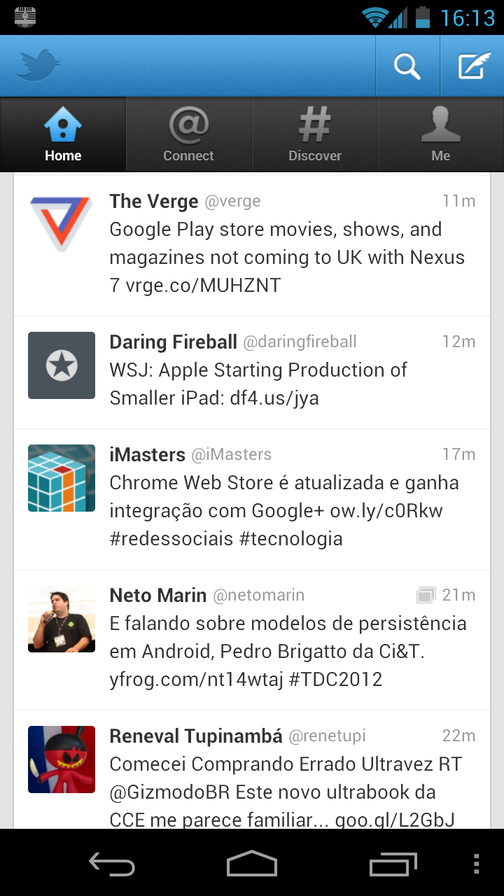 16:13
Home
Connect
Discover
Me
The Verge @verge 11m
Google Play store movies, shows, and
magazines not coming to UK with Nexus
7 vrge.co/MUHZNT
Daring Fireball @daringfireball 12m
WSJ: Apple Starting Production of
Smaller iPad: df4.us/jya
iMasters @iMasters 17m
Chrome Web Store é atualizada e ganha
integração com Google+ ow.ly/c0Rkw
#redessociais #tecnologia
Neto Marin @netomarin 21m
E falando sobre modelos de persistência
em Android, Pedro Brigatto da Ci&T.
yfrog.com/nt14wtaj #TDC2012
Reneval Tupinambá @renetupi 22m
Comecei Comprando Errado Ultravez RT
@GizmodoBR Este novo ultrabook da
CCE me parece familiar... goo.gl/L2GbJ